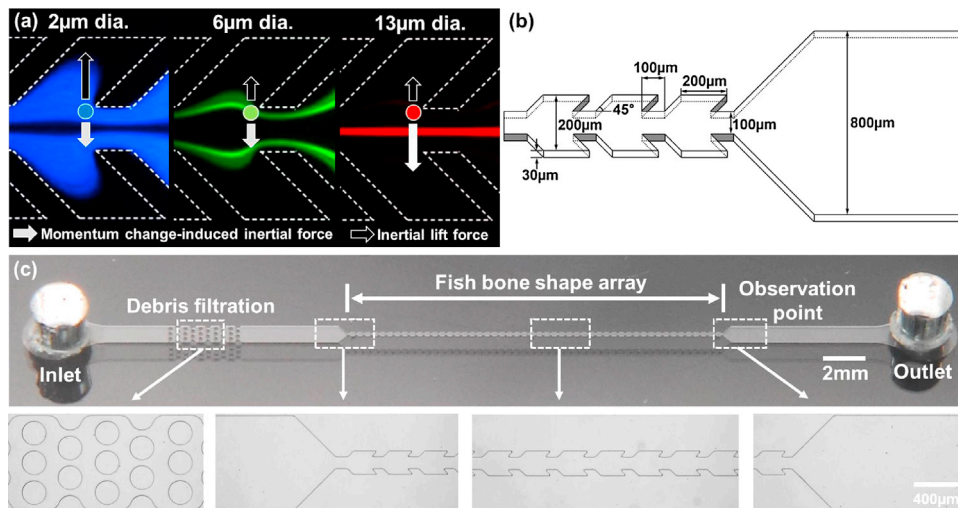 (a)
2μm dia.
6μm dia.
13μm dia.
Momentum change-induced inertial force
Inertial lift force
(b)
100μm
200μm
45°
200μm
100μm
30μm
800μm
(c)
Fish bone shape array
Debris filtration
Observation
point
Inlet
2mm
Outlet
400μm